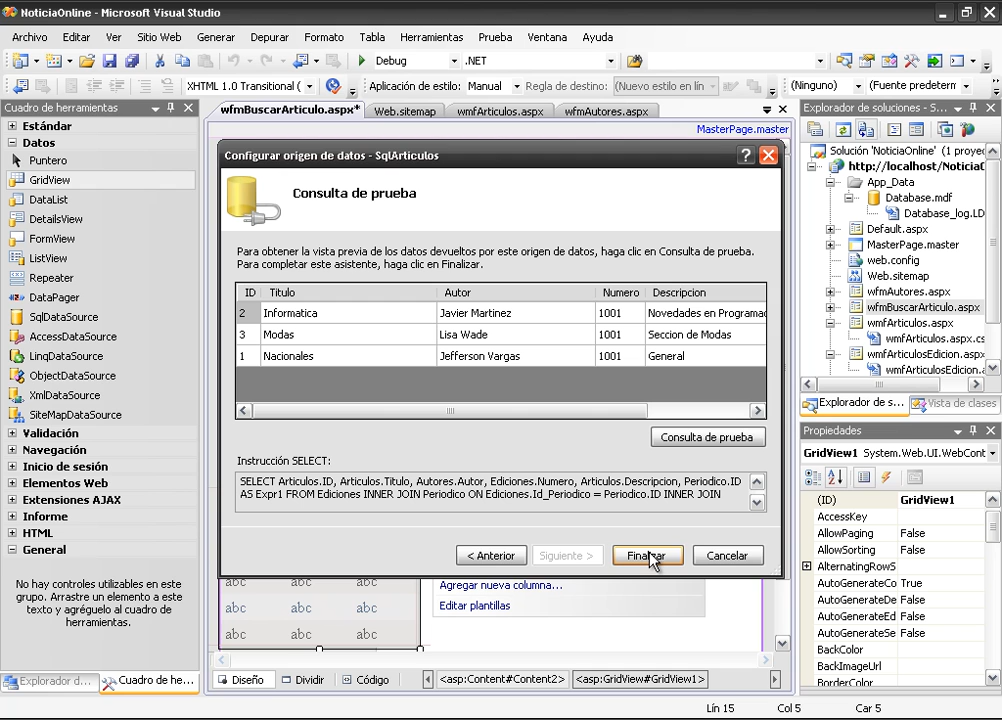 NoticiaOnline - Microsoft Visual Studio
Archivo Editar Ver Sitio Web Generar Depurar Formato Tabla Herramientas Prueba Ventana Ayuda
Debug .NET
XHTML 1.0 Transitional ( Aplicación de estilo: Manual Regla de destino: (Nuevo estilo en lín (Ninguno) (Fuente predeterm
Cuadro de herramientas
Estándar
Datos
Puntero
GridView
DataList
DetailsView
FormView
ListView
Repeater
DataPager
SqlDataSource
AccessDataSource
LinqDataSource
ObjectDataSource
XmlDataSource
SiteMapDataSource
Validación
Navegación
Inicio de sesión
Elementos Web
Extensiones AJAX
Informe
HTML
General
No hay controles utilizables en este
grupo. Arrastre un elemento a este
texto y agréguelo al cuadro de
herramientas.
Explorador d... Cuadro de he...
wfmBuscarArticulo.aspx* Web.sitemap wmfArticulos.aspx wfmAutores.aspx
MasterPage.master
Configurar origen de datos - SqlArticulos
Consulta de prueba
Para obtener la vista previa de los datos devueltos por este origen de datos, haga clic en Consulta de prueba.
Para completar este asistente, haga clic en Finalizar.
ID Titulo Autor Numero Descripcion
2 Informatica Javier Martinez 1001 Novedades en Programac
3 Modas Lisa Wade 1001 Seccion de Modas
1 Nacionales Jefferson Vargas 1001 General
Consulta de prueba
Instrucción SELECT:
SELECT Articulos.ID, Articulos.Titulo, Autores.Autor, Ediciones.Numero, Articulos.Descripcion, Periodico.ID
AS Expr1 FROM Ediciones INNER JOIN Periodico ON Ediciones.Id_Periodico = Periodico.ID INNER JOIN
< Anterior Siguiente > Finalizar Cancelar
abc abc abc
abc abc abc
abc abc abc
Agregar nueva columna...
Editar plantillas
Diseño Dividir Código <asp:Content#Content2> <asp:GridView#GridView1>
Explorador de soluciones - S...
Solución 'NoticiaOnline' (1 proyec
http://localhost/NoticiaO
App_Data
Database.mdf
Database_log.LD
Default.aspx
MasterPage.master
web.config
Web.sitemap
wfmAutores.aspx
wfmBuscarArticulo.aspx
wmfArticulos.aspx
wmfArticulos.aspx.cs
wmfArticulosEdicion.aspx
wmfArticulosEdicion.a
Explorador de s... Vista de clases
Propiedades
GridView1 System.Web.UI.WebCont
(ID) GridView1
AccessKey
AllowPaging False
AllowSorting False
AlternatingRowS
AutoGenerateCo True
AutoGenerateDe False
AutoGenerateEd False
AutoGenerateSe False
BackColor
BackImageUrl
BorderColor
Lín 15 Col 5 Car 5